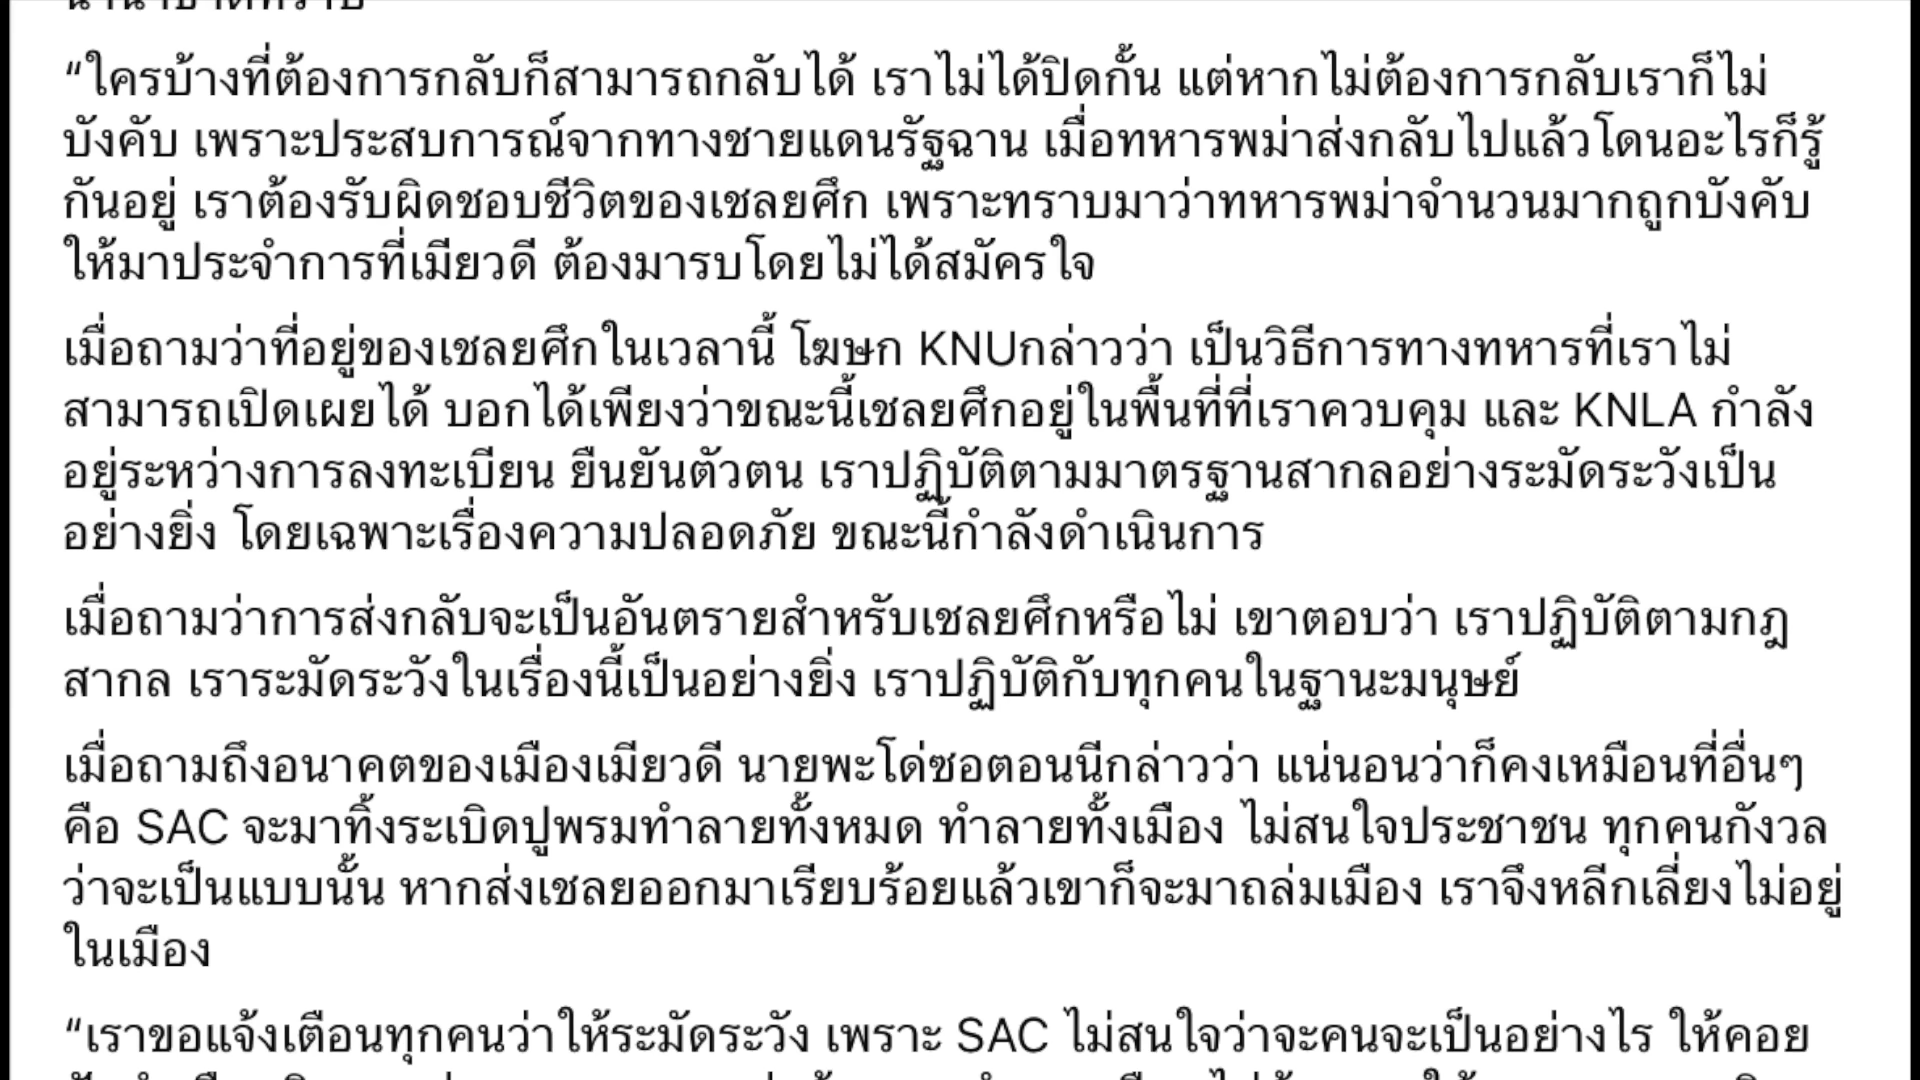 “ใครบ้างที่ต้องการกลับก็สามารถกลับได้ เราไม่ได้ปิดกั้น แต่หากไม่ต้องการกลับเราก็ไม่
บังคับ เพราะประสบการณ์จากทางชายแดนรัฐฉาน เมื่อทหารพม่าส่งกลับไปแล้วโดนอะไรก็รู้
กันอยู่ เราต้องรับผิดชอบชีวิตของเชลยศึก เพราะทราบมาว่าทหารพม่าจำนวนมากถูกบังคับ
ให้มาประจำการที่เมียวดี ต้องมารบโดยไม่ได้สมัครใจ
เมื่อถามว่าที่อยู่ของเชลยศึกในเวลานี้ โฆษก KNUกล่าวว่า เป็นวิธีการทางทหารที่เราไม่
สามารถเปิดเผยได้ บอกได้เพียงว่าขณะนี้เชลยศึกอยู่ในพื้นที่ที่เราควบคุม และ KNLA กำลัง
อยู่ระหว่างการลงทะเบียน ยืนยันตัวตน เราปฏิบัติตามมาตรฐานสากลอย่างระมัดระวังเป็น
อย่างยิ่ง โดยเฉพาะเรื่องความปลอดภัย ขณะนี้กำลังดำเนินการ
เมื่อถามว่าการส่งกลับจะเป็นอันตรายสำหรับเชลยศึกหรือไม่ เขาตอบว่า เราปฏิบัติตามกฎ
สากล เราระมัดระวังในเรื่องนี้เป็นอย่างยิ่ง เราปฏิบัติกับทุกคนในฐานะมนุษย์
เมื่อถามถึงอนาคตของเมืองเมียวดี นายพะโด่ซอตอนนีกล่าวว่า แน่นอนว่าก็คงเหมือนที่อื่นๆ
คือ SAC จะมาทิ้งระเบิดปูพรมทำลายทั้งหมด ทำลายทั้งเมือง ไม่สนใจประชาชน ทุกคนกังวล
ว่าจะเป็นแบบนั้น หากส่งเชลยออกมาเรียบร้อยแล้วเขาก็จะมาถล่มเมือง เราจึงหลีกเลี่ยงไม่อยู่
ในเมือง
“เราขอแจ้งเตือนทุกคนว่าให้ระมัดระวัง เพราะ SAC ไม่สนใจว่าจะคนจะเป็นอย่างไร ให้คอย